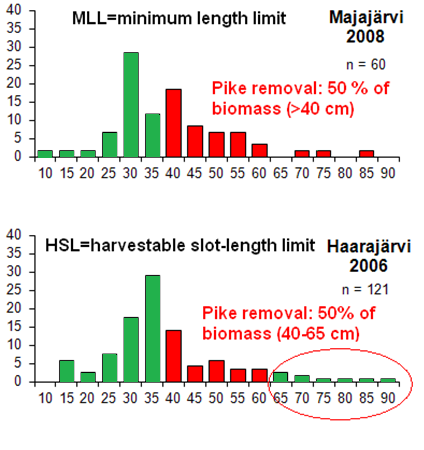 MLL=minimum length limit
Majajärvi
2008
n = 60
Pike removal: 50 % of
biomass (>40 cm)
40
35
30
25
20
15
10
5
0
10 15 20 25 30 35 40 45 50 55 60 65 70 75 80 85 90
HSL=harvestable slot-length limit
Haarajärvi
2006
n = 121
Pike removal: 50% of
biomass (40-65 cm)
40
35
30
25
20
15
10
5
0
10 15 20 25 30 35 40 45 50 55 60 65 70 75 80 85 90